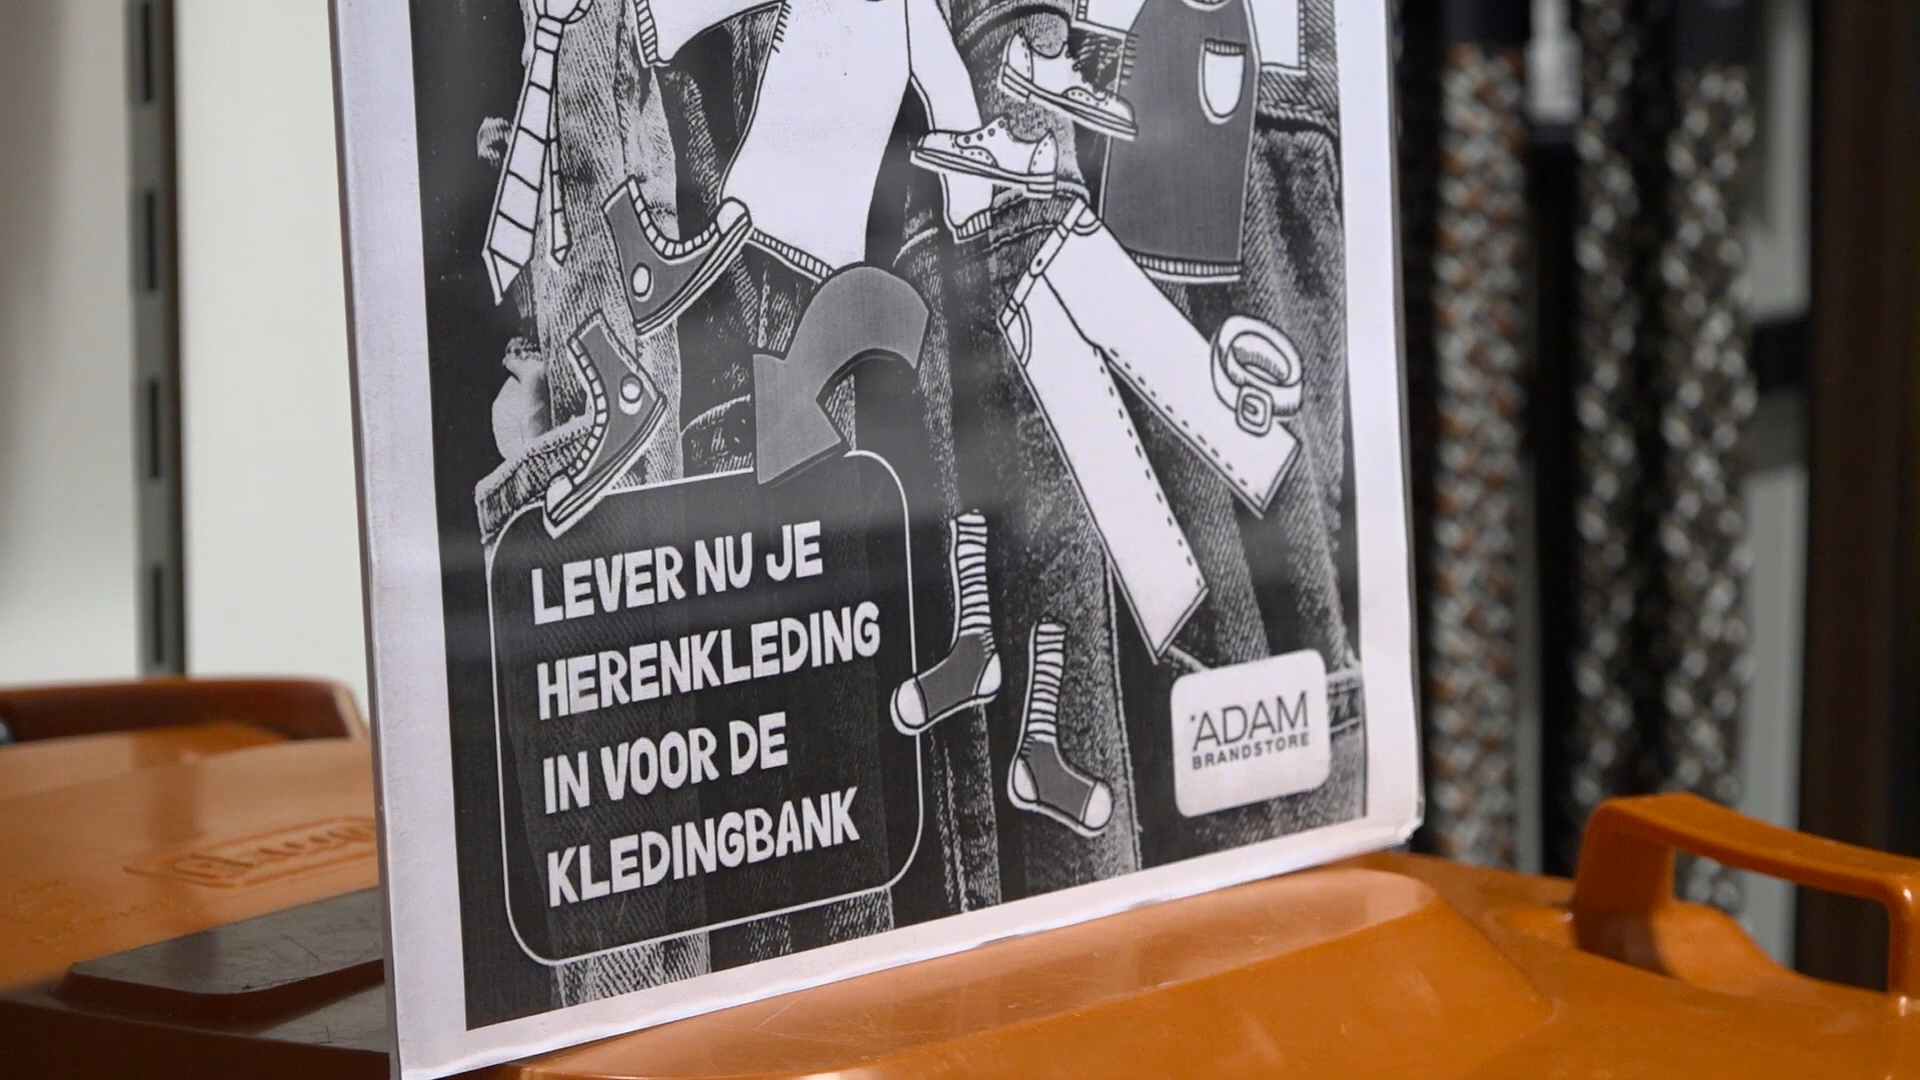 LEVER NU JE
HERENKLEDING
IN VOOR DE
KLEDINGBANK
ADAM
BRANDSTORE